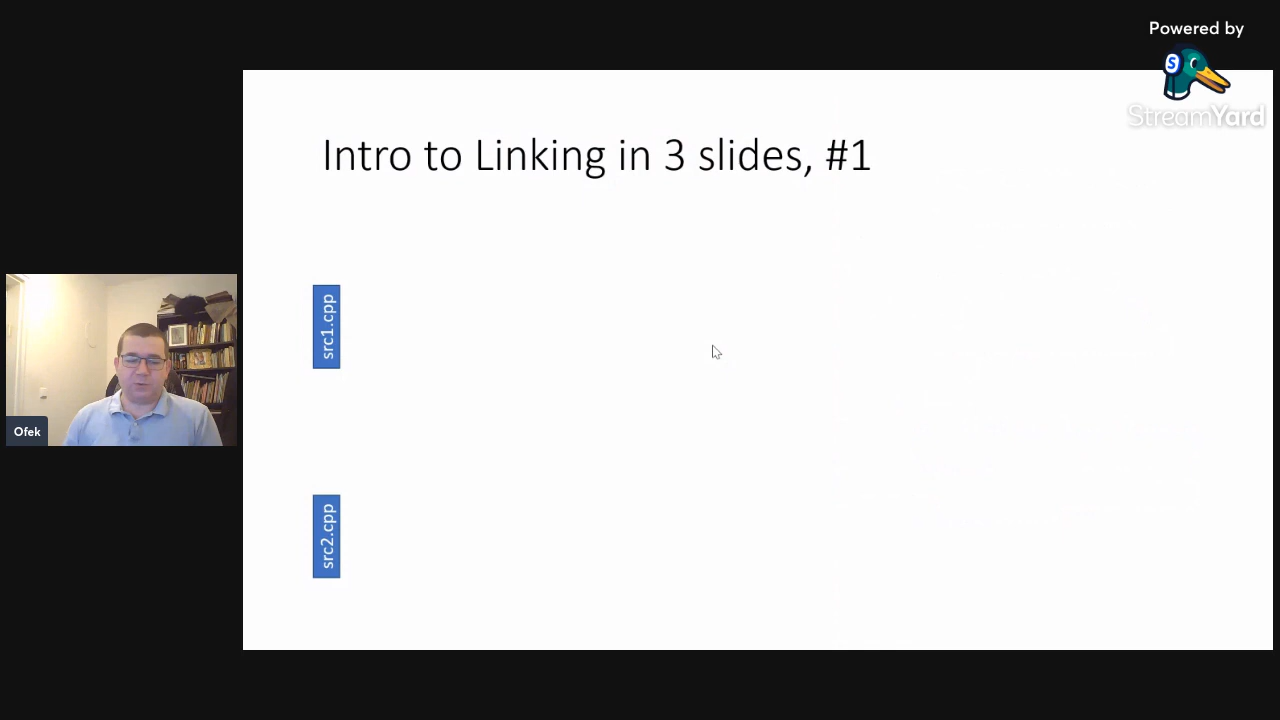 Powered by
StreamYard
Intro to Linking in 3 slides, #1
src1.cpp
Ofek
src2.cpp